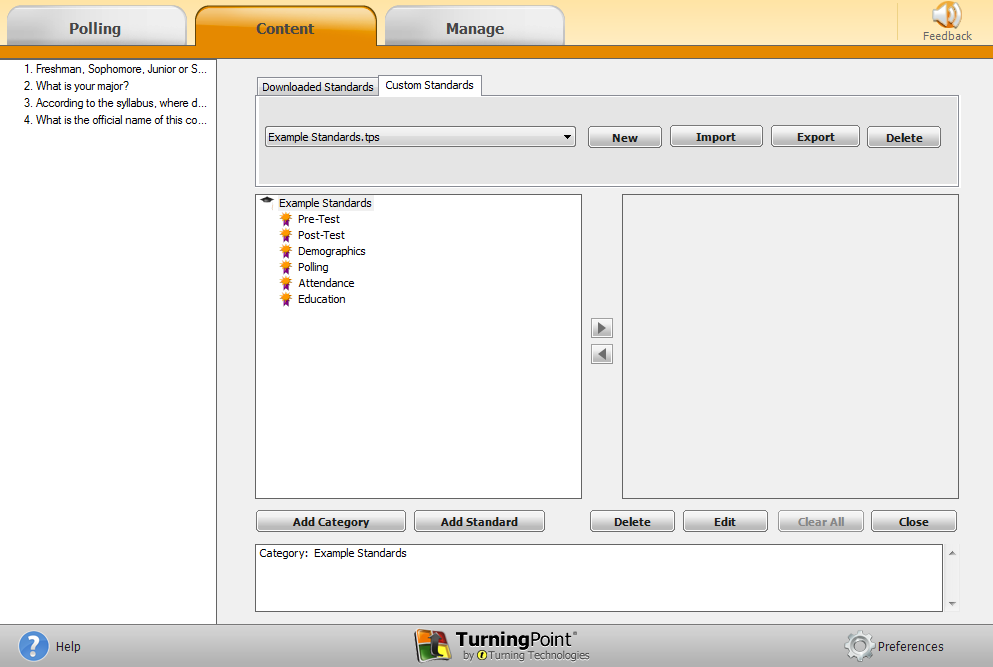 Polling
Content
Manage
Feedback
1. Freshman, Sophomore, Junior or S...
2. What is your major?
3. According to the syllabus, where d...
4. What is the official name of this co...
Downloaded Standards
Custom Standards
Example Standards.tps
New
Import
Export
Delete
Example Standards
Pre-Test
Post-Test
Demographics
Polling
Attendance
Education
Add Category
Add Standard
Delete
Edit
Clear All
Close
Category: Example Standards
? Help
TurningPoint®
by Turning Technologies
Preferences